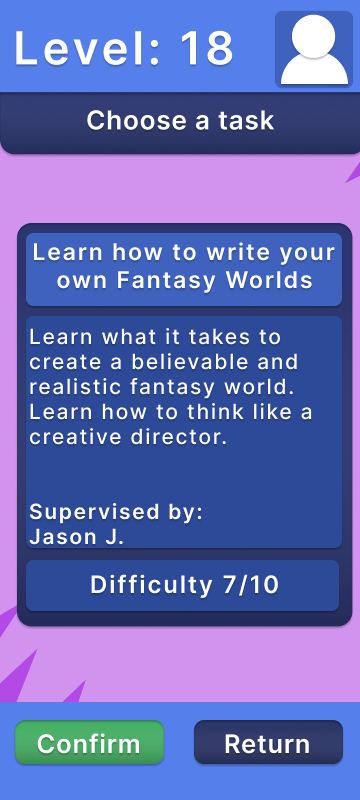 Level: 18
Choose a task
Learn how to write your
own Fantasy Worlds
Learn what it takes to
create a believable and
realistic fantasy world.
Learn how to think like a
creative director.
Supervised by:
Jason J.
Difficulty 7/10
Confirm
Return